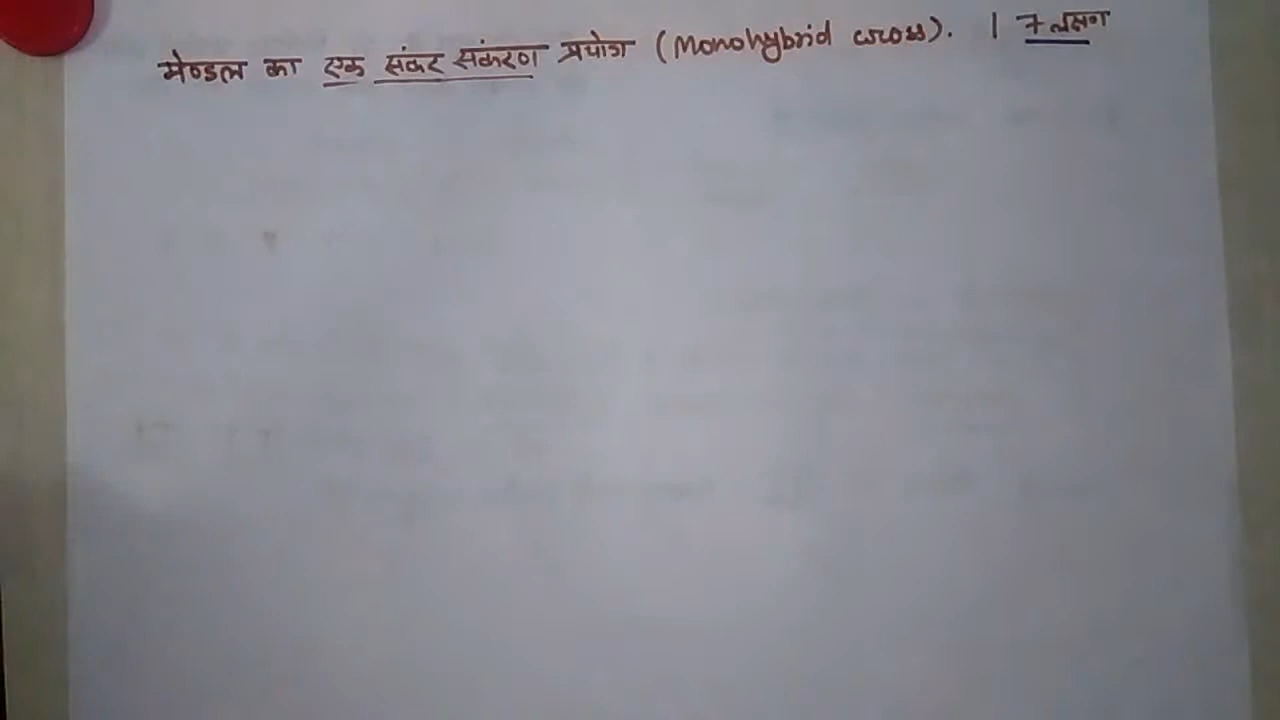 मेण्डल का एक संकर संकरण प्रयोग (Monohybrid cross). | 7 लक्षण